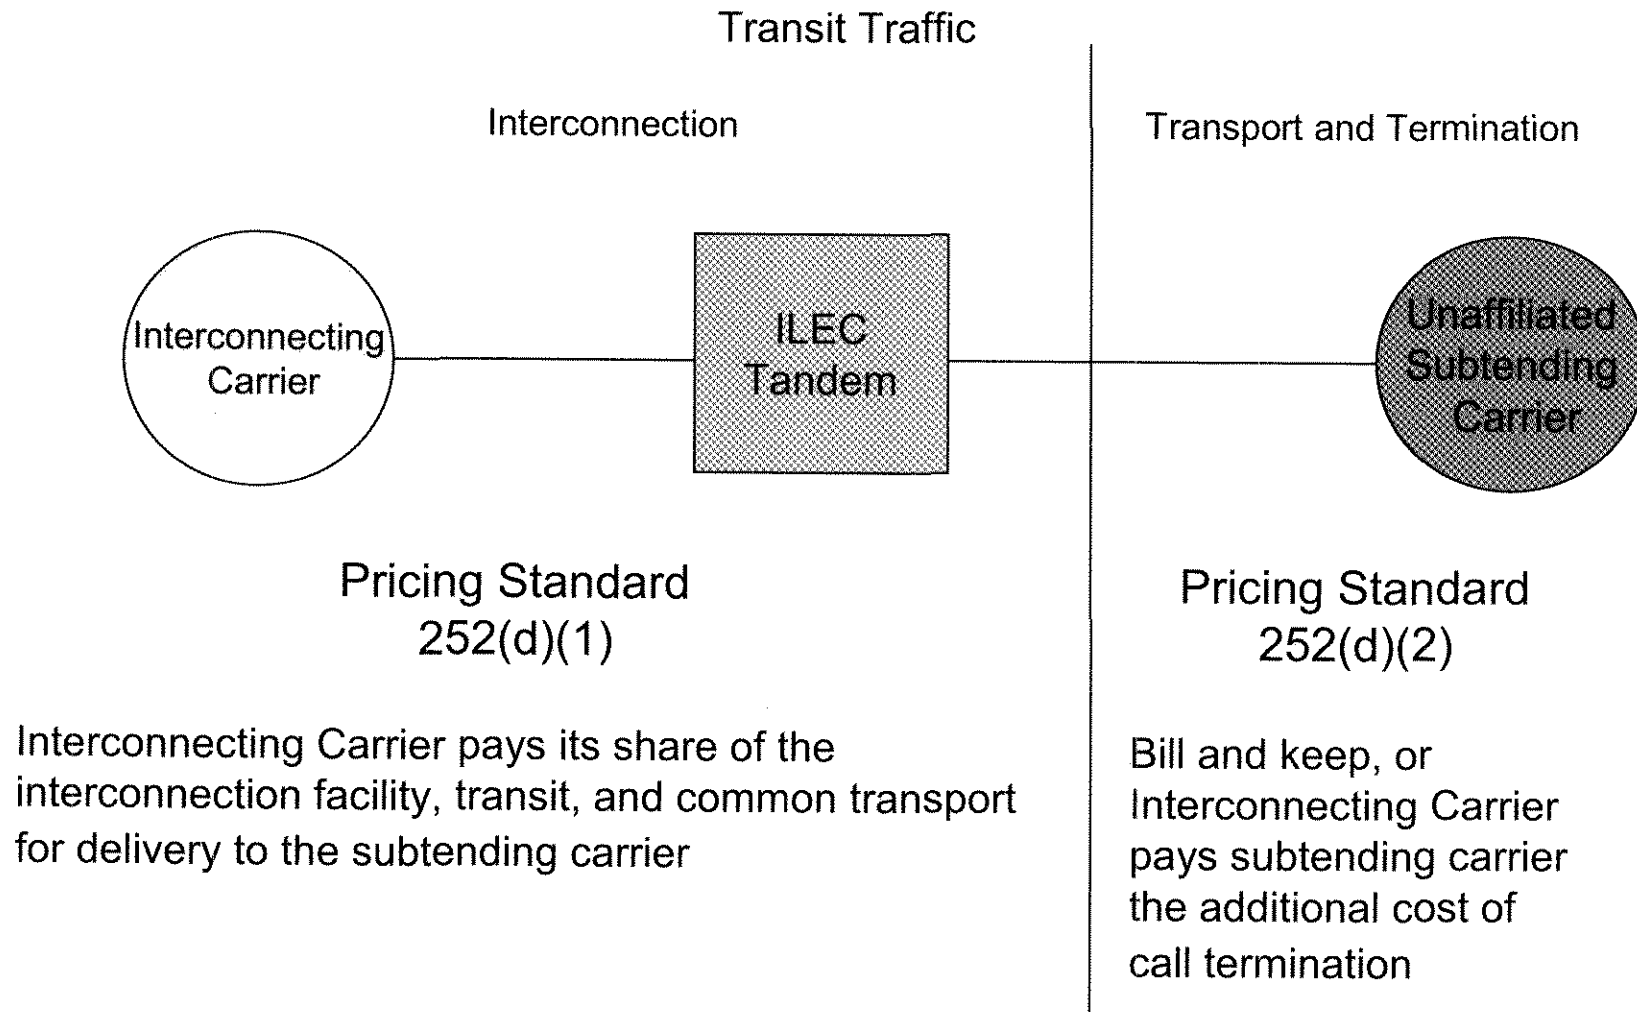 Transit Traffic
Interconnection
Transport and Termination
Interconnecting
Carrier
ILEC
Tandem
Unaffiliated
Subtending
Carrier
Pricing Standard
252(d)(1)
Pricing Standard
252(d)(2)
Interconnecting Carrier pays its share of the
interconnection facility, transit, and common transport
for delivery to the subtending carrier
Bill and keep, or
Interconnecting Carrier
pays subtending carrier
the additional cost of
call termination